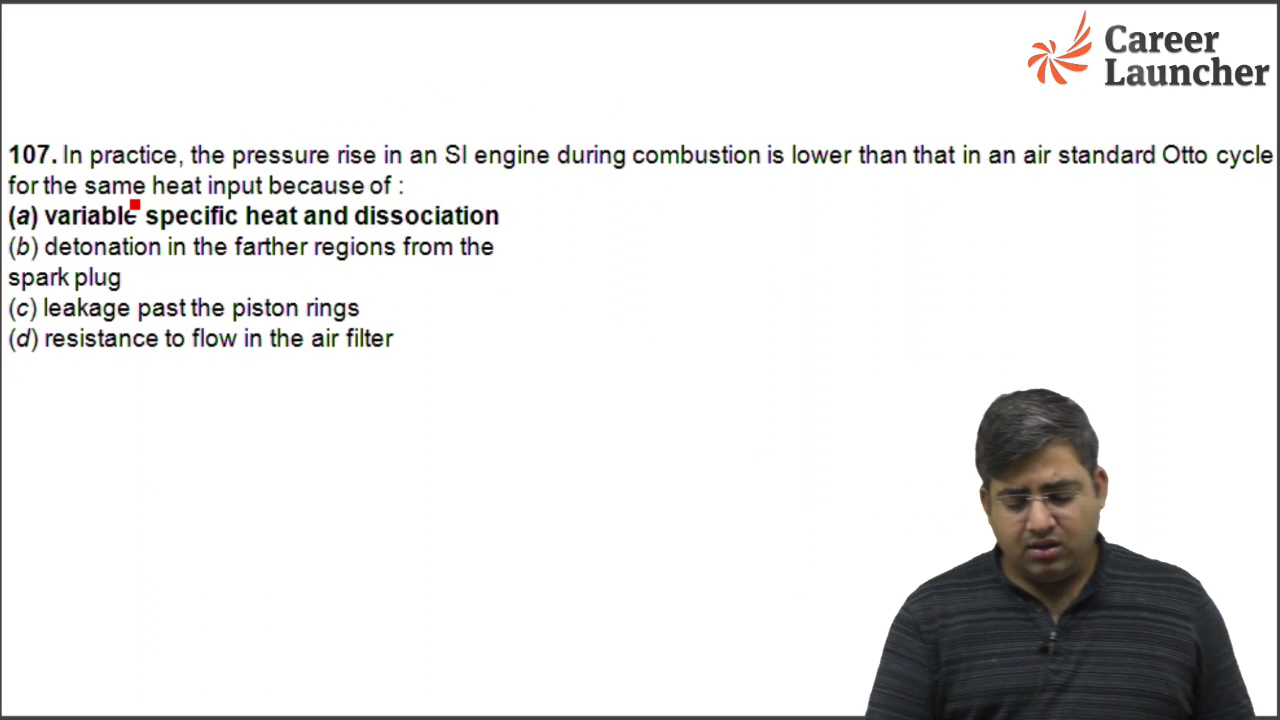 Career
Launcher
107. In practice, the pressure rise in an SI engine during combustion is lower than that in an air standard Otto cycle
for the same heat input because of :
(a) variable specific heat and dissociation
(b) detonation in the farther regions from the
spark plug
(c) leakage past the piston rings
(d) resistance to flow in the air filter